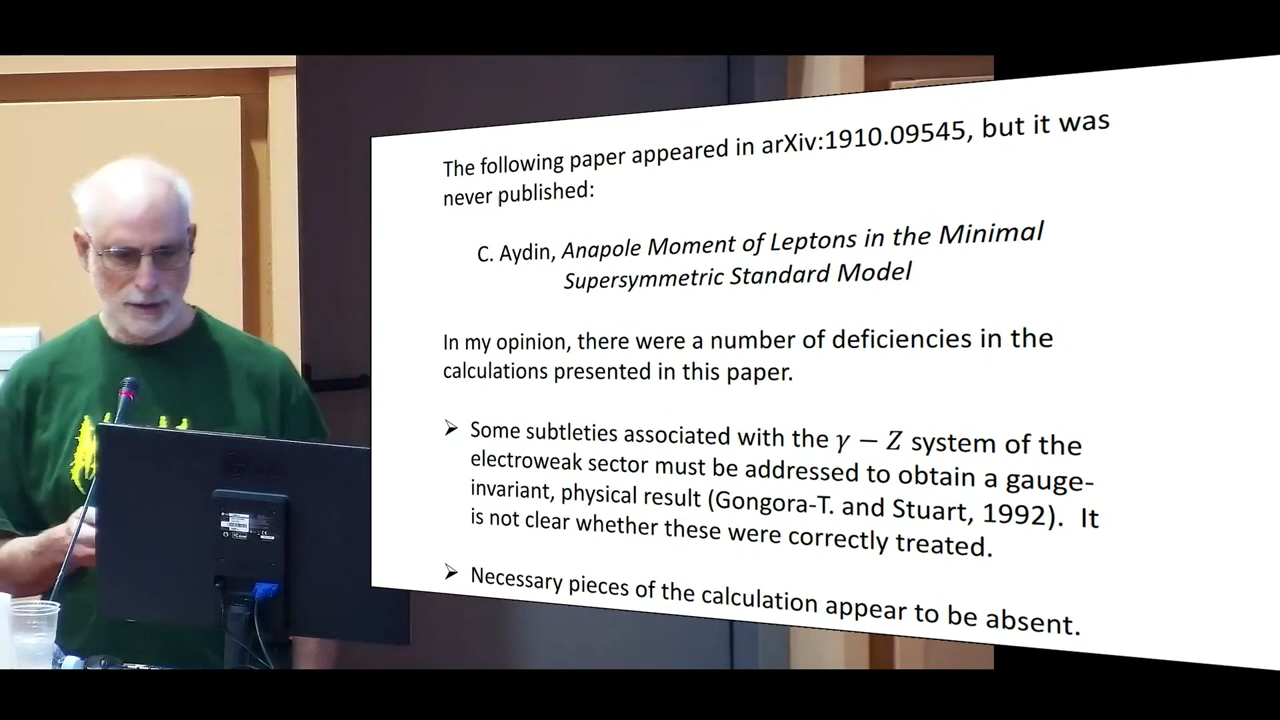 The following paper appeared in arXiv:1910.09545, but it was
never published:
C. Aydin, Anapole Moment of Leptons in the Minimal
Supersymmetric Standard Model
In my opinion, there were a number of deficiencies in the
calculations presented in this paper.
➢ Some subtleties associated with the γ − Z system of the
electroweak sector must be addressed to obtain a gauge-
invariant, physical result (Gongora-T. and Stuart, 1992). It
is not clear whether these were correctly treated.
➢ Necessary pieces of the calculation appear to be absent.